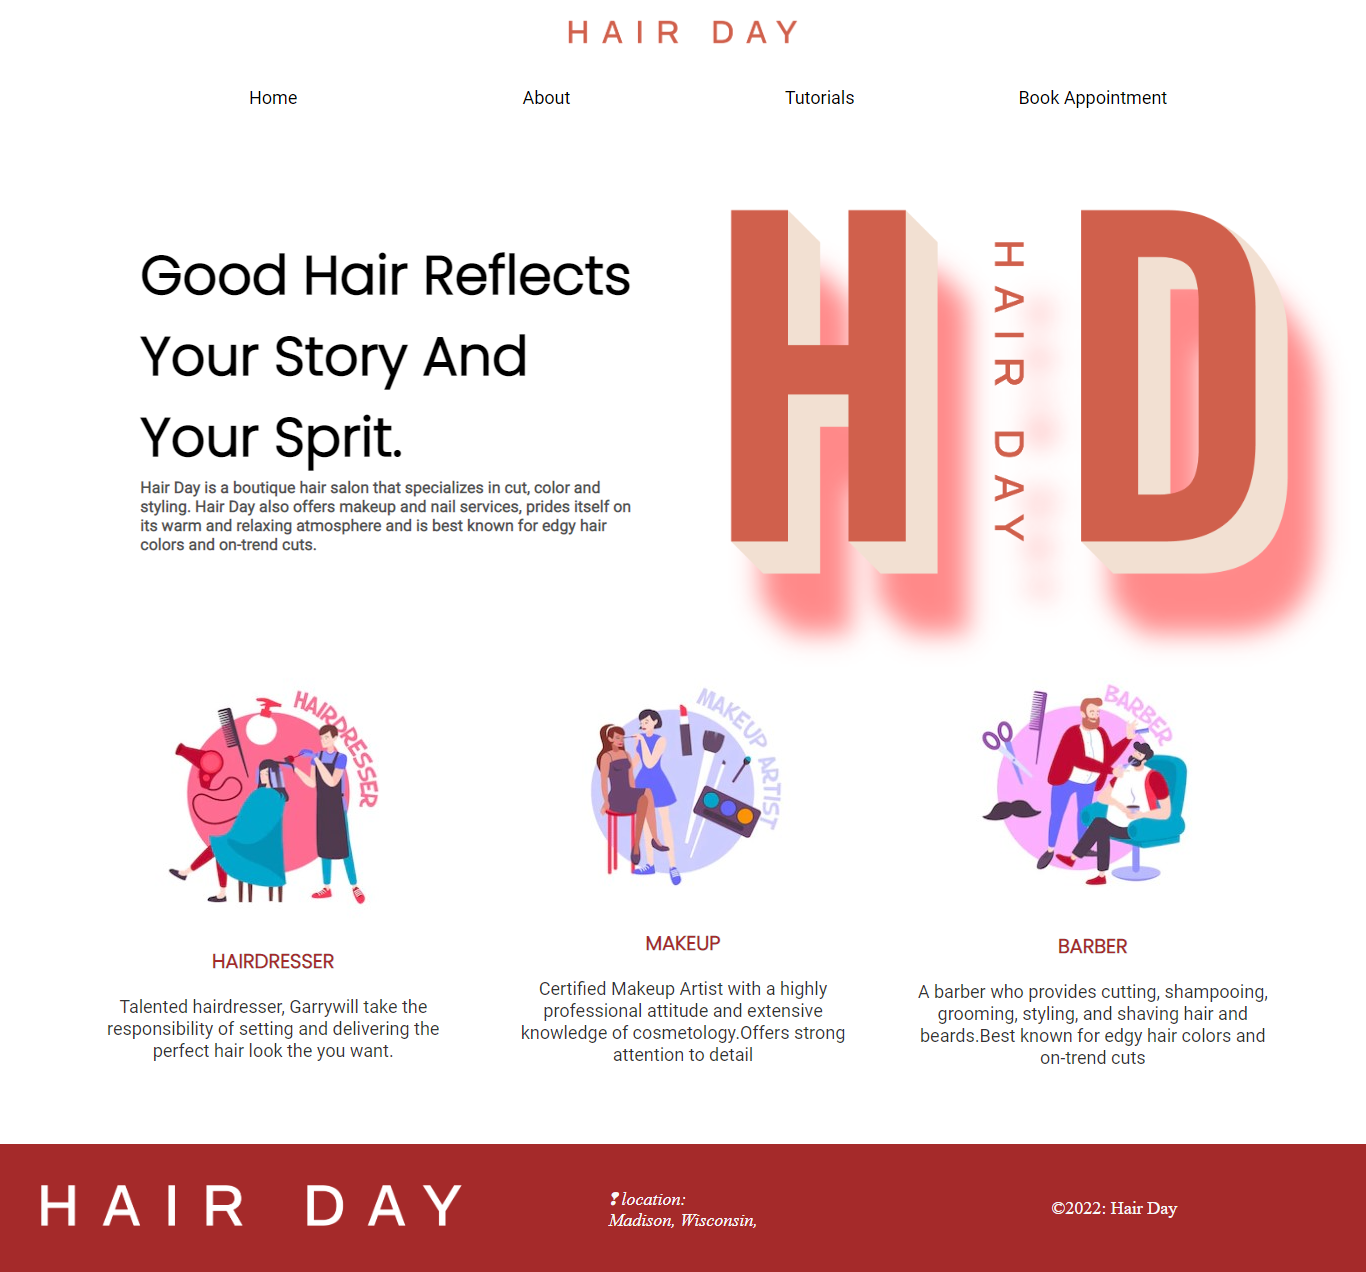 HAIR DAY
Home About Tutorials Book Appointment
Good Hair Reflects
Your Story And
Your Sprit.
Hair Day is a boutique hair salon that specializes in cut, color and
styling. Hair Day also offers makeup and nail services, prides itself on
its warm and relaxing atmosphere and is best known for edgy hair
colors and on-trend cuts.
H
HAIR DAY
D
HAIRDRESSER
HAIRDRESSER
Talented hairdresser, Garrywill take the
responsibility of setting and delivering the
perfect hair look the you want.
MAKEUP ARTIST
MAKEUP
Certified Makeup Artist with a highly
professional attitude and extensive
knowledge of cosmetology.Offers strong
attention to detail
BARBER
BARBER
A barber who provides cutting, shampooing,
grooming, styling, and shaving hair and
beards.Best known for edgy hair colors and
on-trend cuts
HAIR DAY
❢ location:
Madison, Wisconsin,
©2022: Hair Day